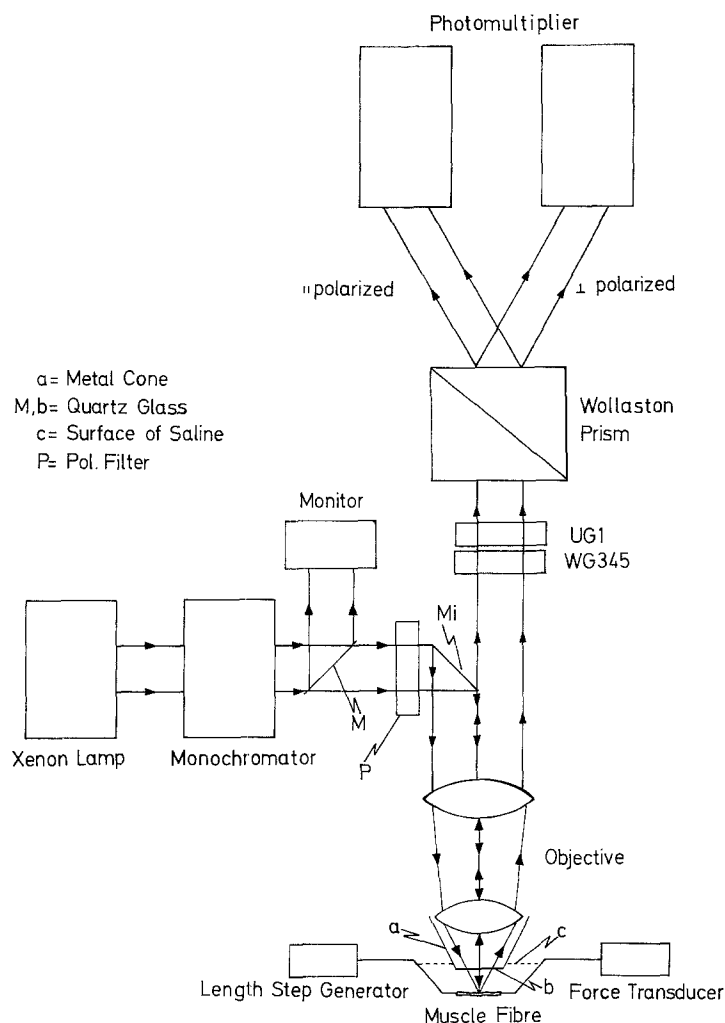 Photomultiplier
ıı polarized
⊥ polarized
a= Metal Cone
M,b= Quartz Glass
c= Surface of Saline
P= Pol. Filter
Wollaston
Prism
Monitor
UG1
WG345
Mi
M
P
Xenon Lamp
Monochromator
Objective
a
c
b
Length Step Generator
Force Transducer
Muscle Fibre